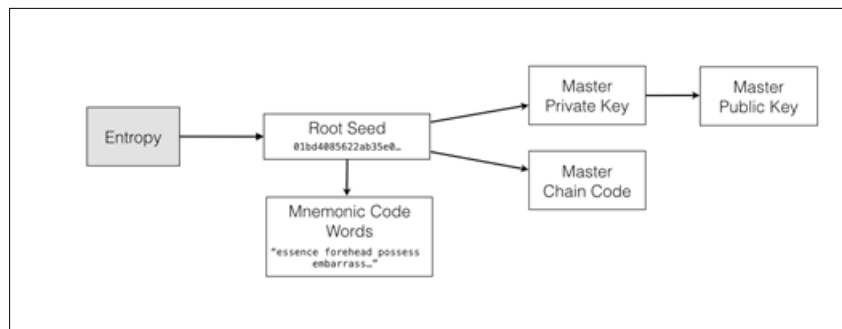 Entropy
Root Seed
01bd4085622ab35e0…
Mnemonic Code
Words
“essence forehead possess
embarrass…”
Master
Private Key
Master
Public Key
Master
Chain Code